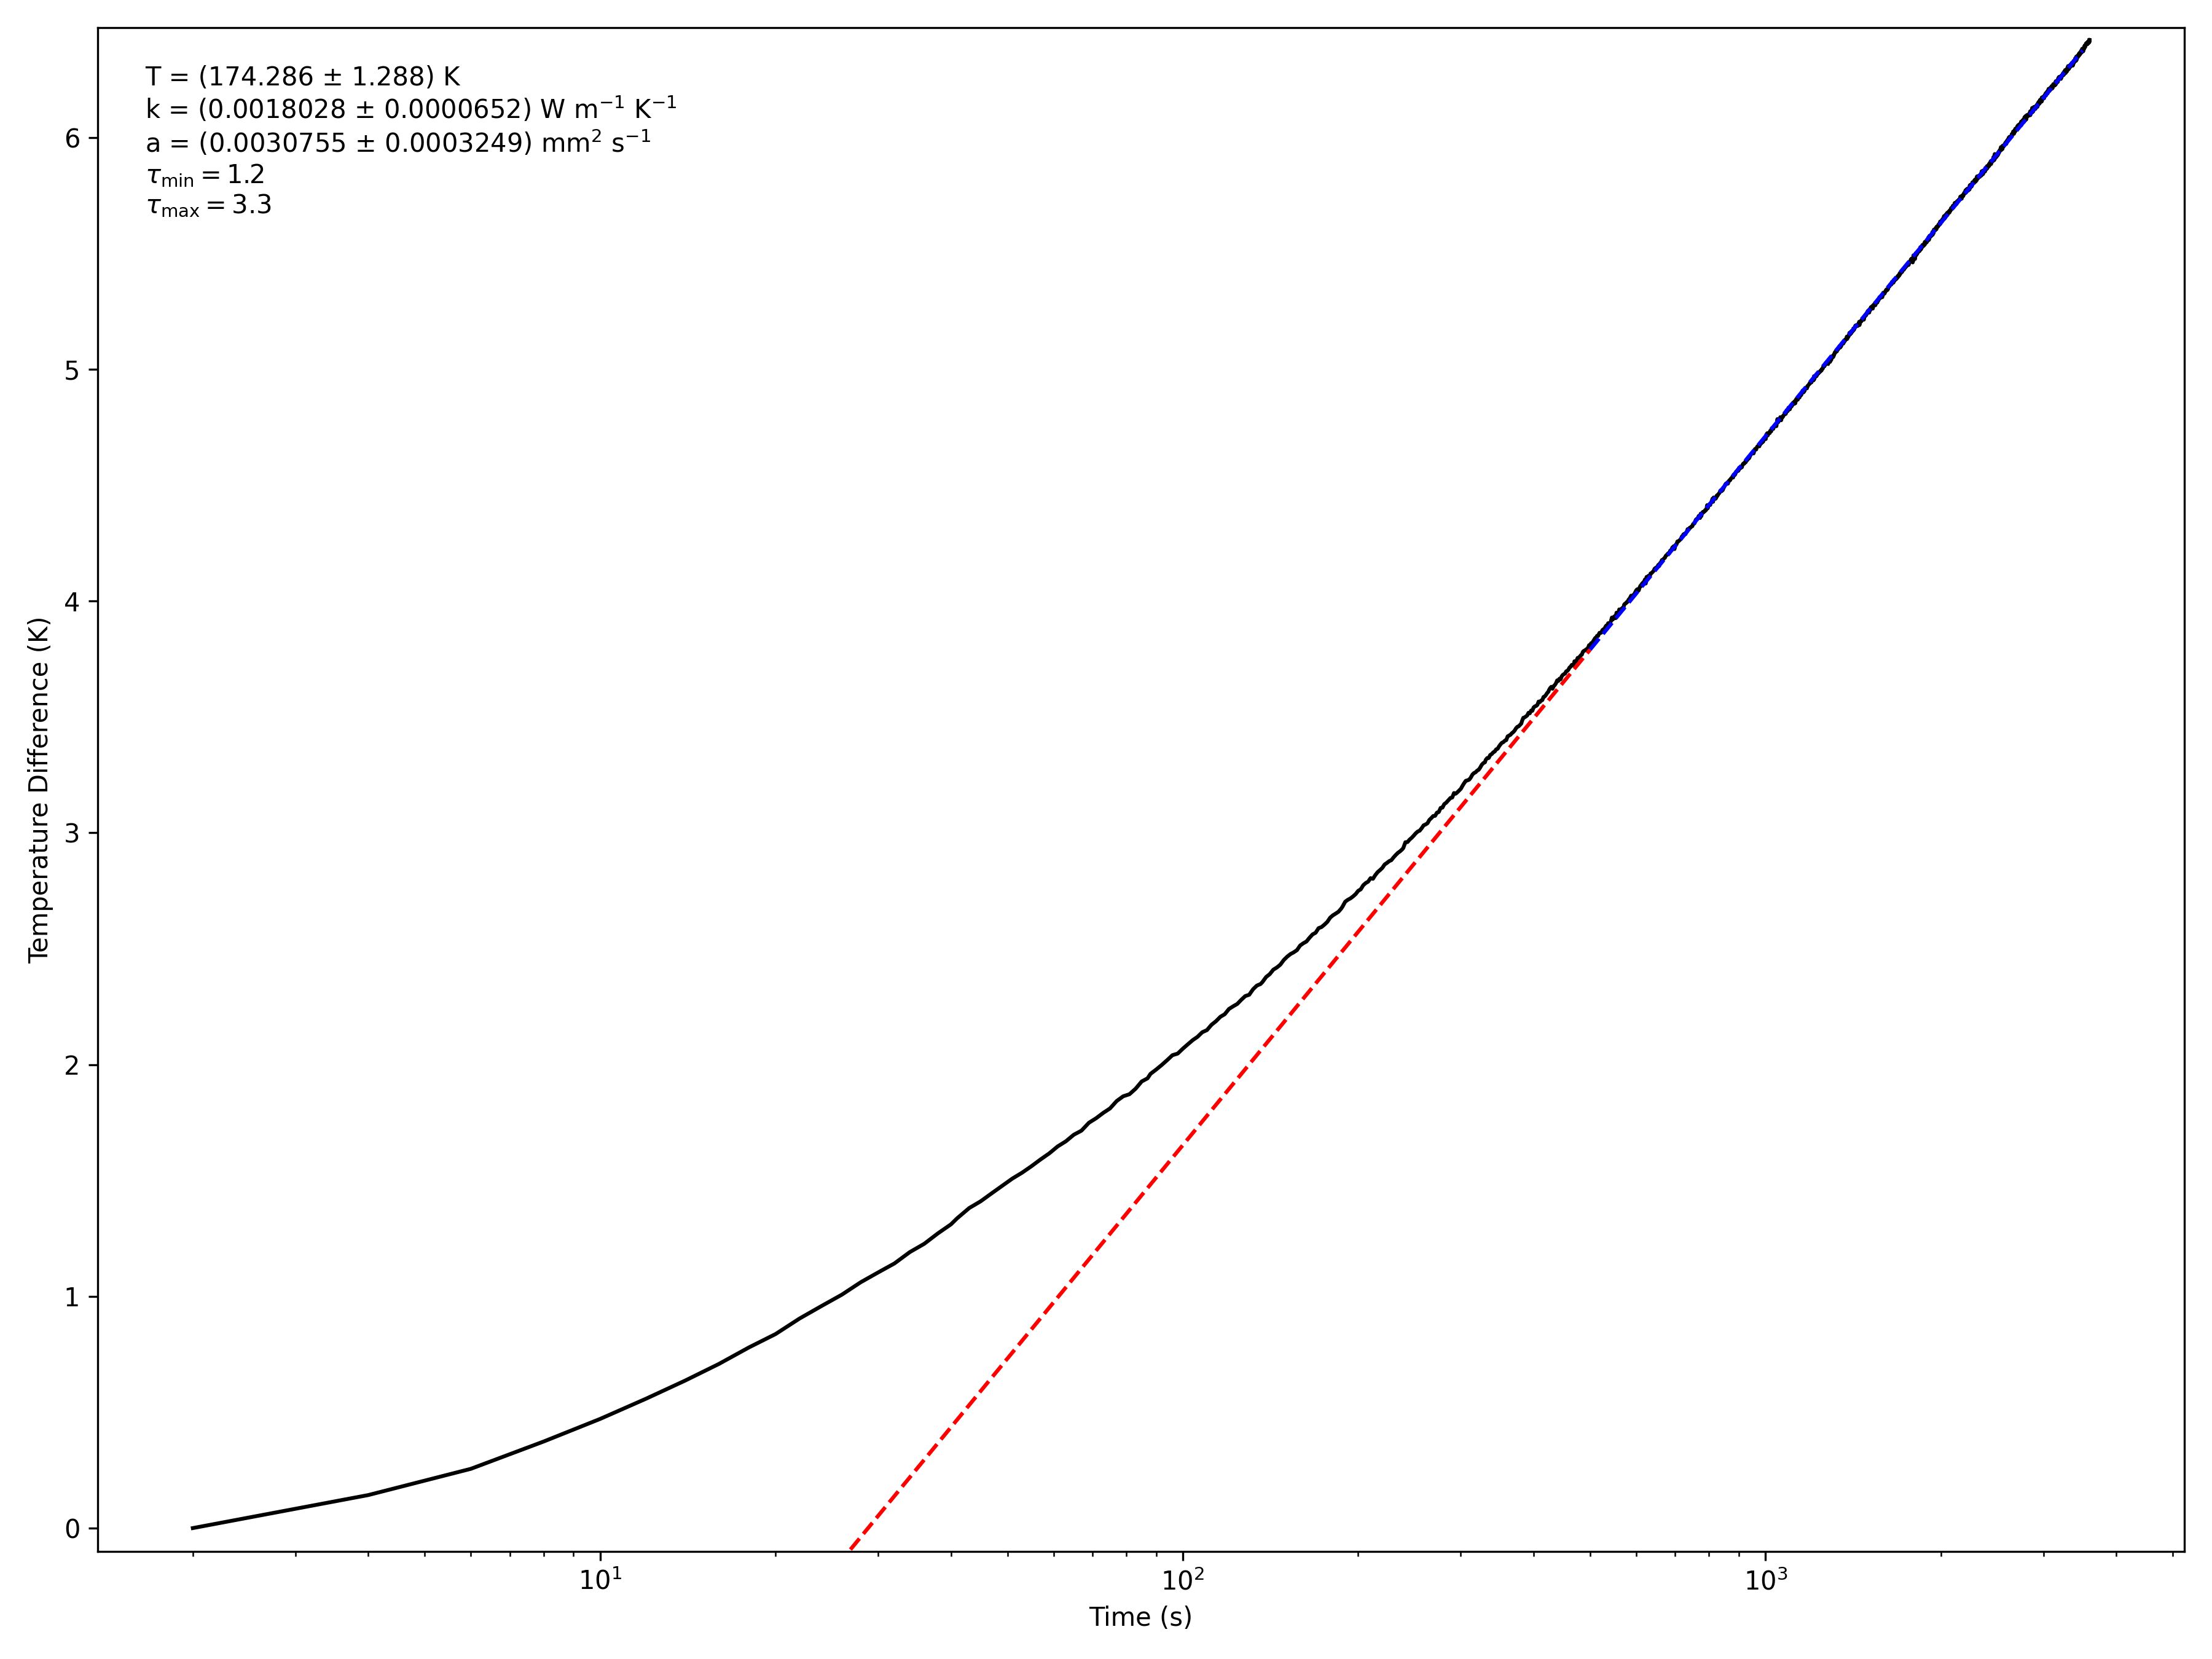 T = (174.286 ± 1.288) K
k = (0.0018028 ± 0.0000652) W m⁻¹ K⁻¹
a = (0.0030755 ± 0.0003249) mm² s⁻¹
τmin = 1.2
τmax = 3.3
6
5
4
3
2
1
0
Temperature Difference (K)
10¹ 10² 10³
Time (s)